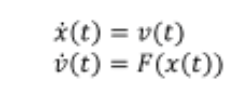 ẋ(t) = v(t)
v̇(t) = F(x(t))